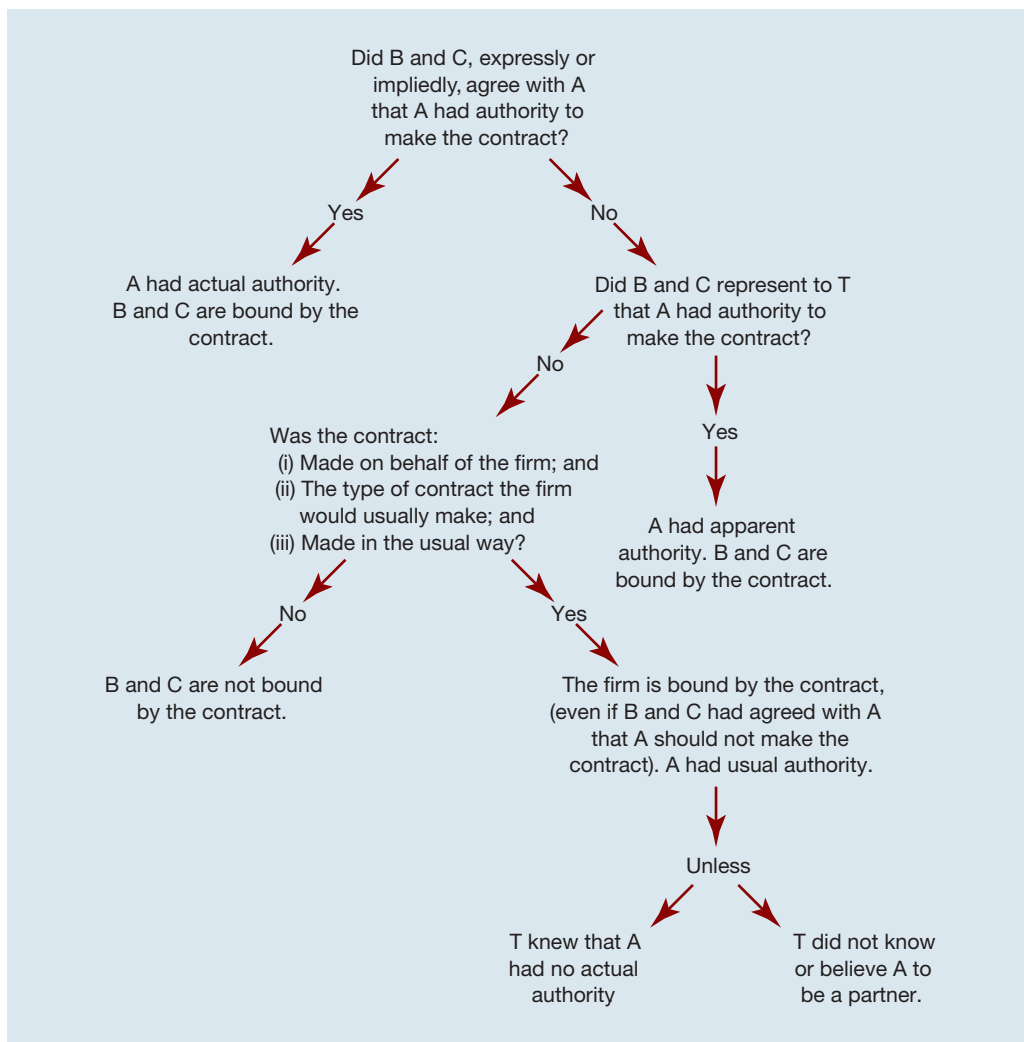 Did B and C, expressly or
impliedly, agree with A
that A had authority to
make the contract?
Yes
No
A had actual authority.
B and C are bound by the
contract.
Did B and C represent to T
that A had authority to
make the contract?
No
Yes
Was the contract:
(i) Made on behalf of the firm; and
(ii) The type of contract the firm
would usually make; and
(iii) Made in the usual way?
A had apparent
authority. B and C are
bound by the contract.
No
Yes
B and C are not bound
by the contract.
The firm is bound by the contract,
(even if B and C had agreed with A
that A should not make the
contract). A had usual authority.
Unless
T knew that A
had no actual
authority
T did not know
or believe A to
be a partner.